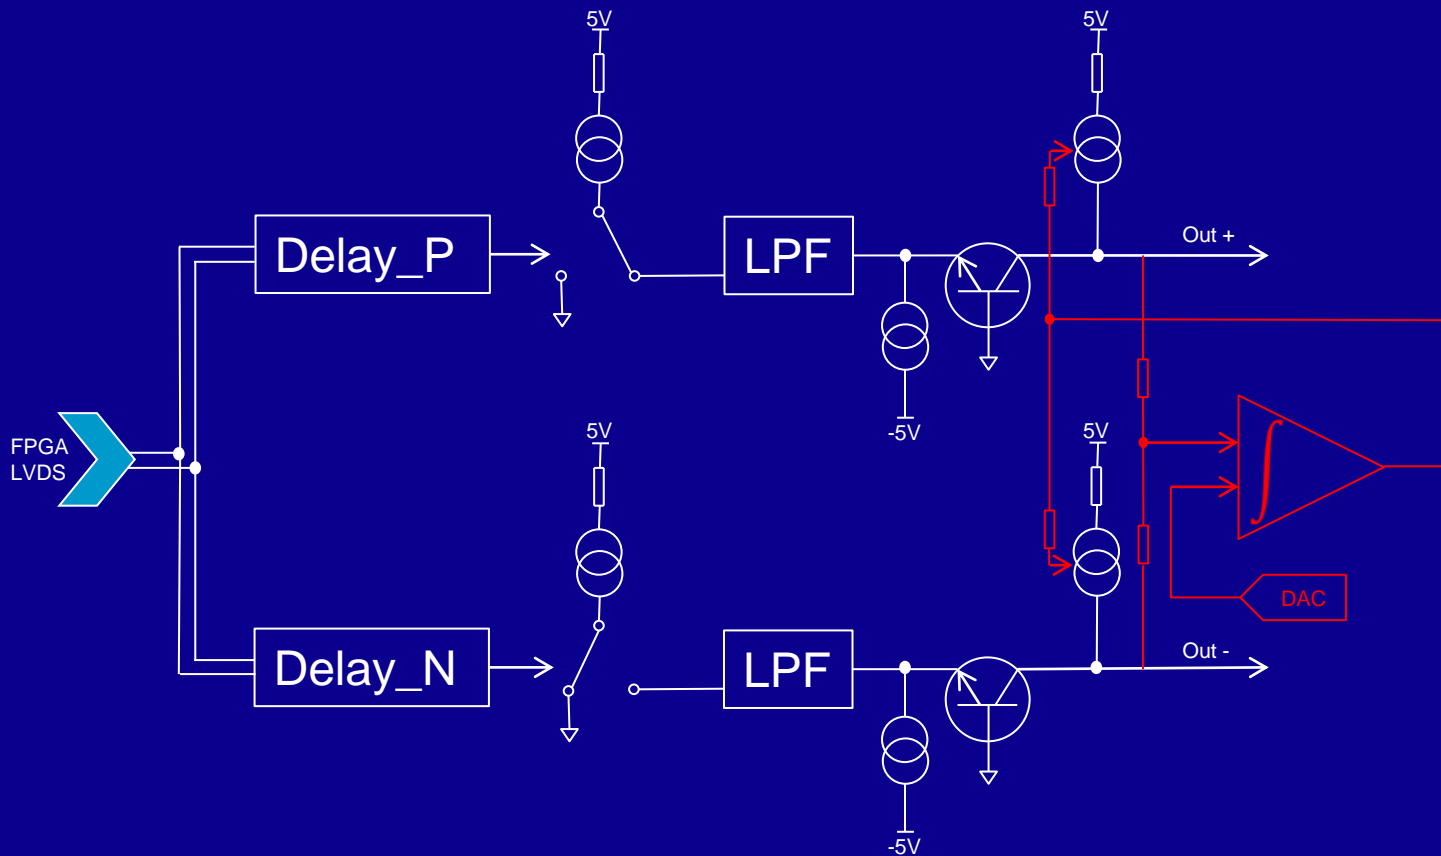 5V
5V
Delay_P
LPF
Out +
-5V
FPGA
LVDS
5V
5V
DAC
Delay_N
LPF
Out -
-5V